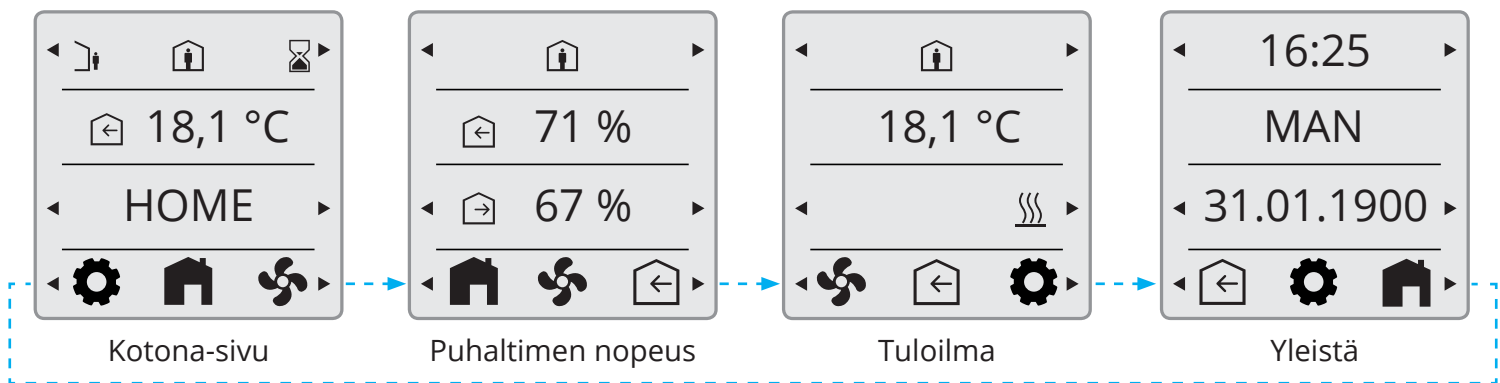 18,1 °C
HOME
Kotona-sivu
71 %
67 %
Puhaltimen nopeus
18,1 °C
Tuloilma
16:25
MAN
31.01.1900
Yleistä